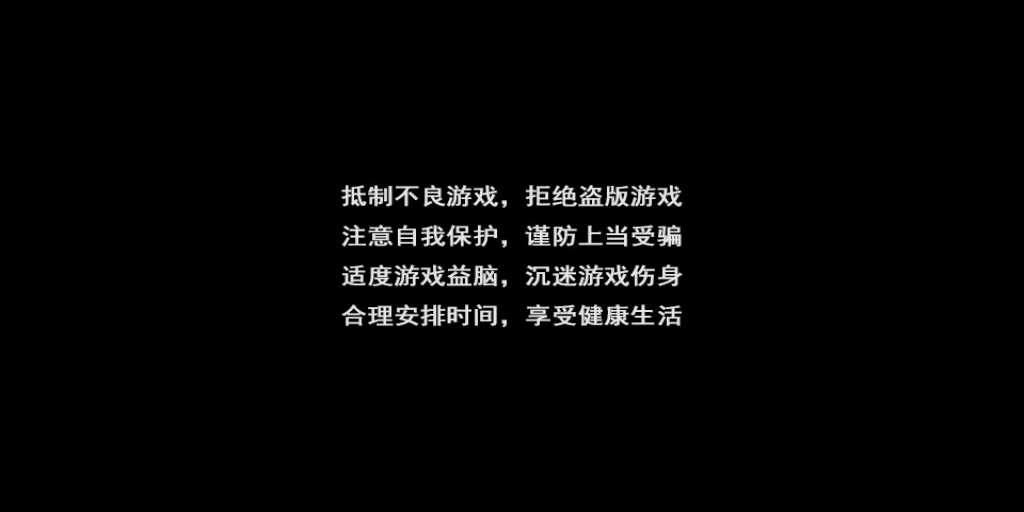 抵制不良游戏，拒绝盗版游戏
注意自我保护，谨防上当受骗
适度游戏益脑，沉迷游戏伤身
合理安排时间，享受健康生活